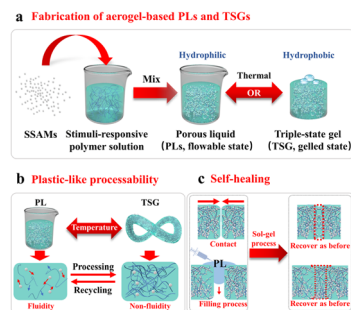 a Fabrication of aerogel-based PLs and TSGs
Hydrophilic
Hydrophobic
Mix
Thermal
OR
SSAMs
Stimuli-responsive
polymer solution
Porous liquid
(PLs, flowable state)
Triple-state gel
(TSG, gelled state)
b Plastic-like processability
PL
TSG
Temperature
Processing
Recycling
Fluidity
Non-fluidity
c Self-healing
Contact
Sol-gel
process
Recover as before
PL
Filling process
Recover as before